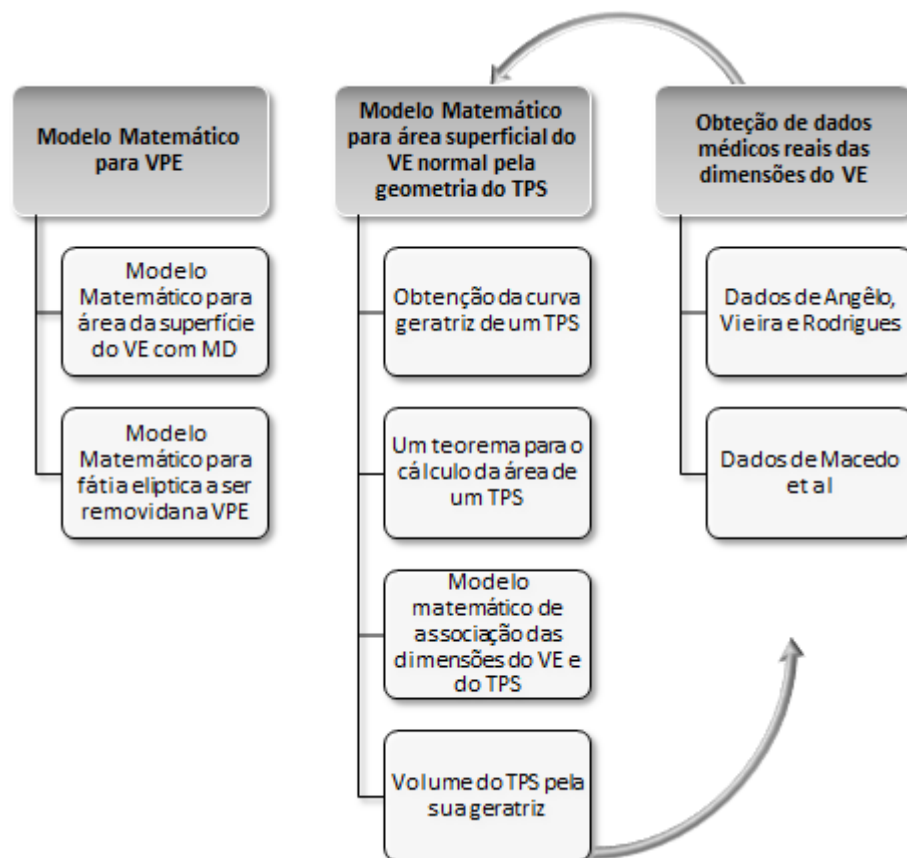 Modelo Matemático
para VPE
Modelo
Matemático para
área da superfície
do VE com MD
Modelo
Matemático para
fátia eliptica a ser
removida na VPE
Modelo Matemático
para área superficial do
VE normal pela
geometria do TPS
Obtenção da curva
geratriz de um TPS
Um teorema para o
cálculo da área de
um TPS
Modelo
matemático de
associação das
dimensões do VE e
do TPS
Volume do TPS pela
sua geratriz
Obteção de dados
médicos reais das
dimensões do VE
Dados de Angêlo,
Vieira e Rodrigues
Dados de Macedo
et al